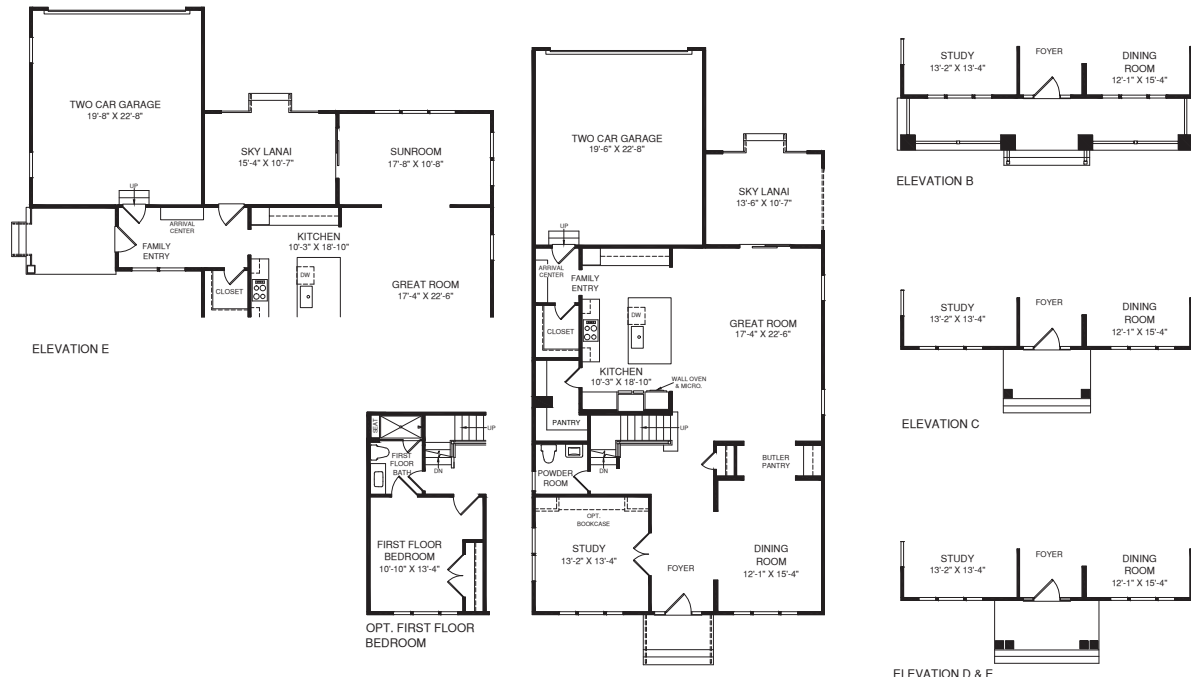 TWO CAR GARAGE
19'-8" X 22'-8"
SKY LANAI
15'-4" X 10'-7"
SUNROOM
17'-8" X 10'-8"
UP
ARRIVAL
CENTER
FAMILY
ENTRY
KITCHEN
10'-3" X 18'-10"
DW
CLOSET
GREAT ROOM
17'-4" X 22'-6"
ELEVATION E
SEAT
UP
FIRST
FLOOR
BATH
DN
FIRST FLOOR
BEDROOM
10'-10" X 13'-4"
OPT. FIRST FLOOR
BEDROOM
TWO CAR GARAGE
19'-6" X 22'-8"
SKY LANAI
13'-6" X 10'-7"
UP
ARRIVAL
CENTER
FAMILY
ENTRY
CLOSET
DW
GREAT ROOM
17'-4" X 22'-6"
KITCHEN
10'-3" X 18'-10"
WALL OVEN
& MICRO.
PANTRY
UP
DN
POWDER
ROOM
BUTLER
PANTRY
OPT.
BOOKCASE
STUDY
13'-2" X 13'-4"
FOYER
DINING
ROOM
12'-1" X 15'-4"
STUDY
13'-2" X 13'-4"
FOYER
DINING
ROOM
12'-1" X 15'-4"
ELEVATION B
STUDY
13'-2" X 13'-4"
FOYER
DINING
ROOM
12'-1" X 15'-4"
ELEVATION C
STUDY
13'-2" X 13'-4"
FOYER
DINING
ROOM
12'-1" X 15'-4"
ELEVATION D &